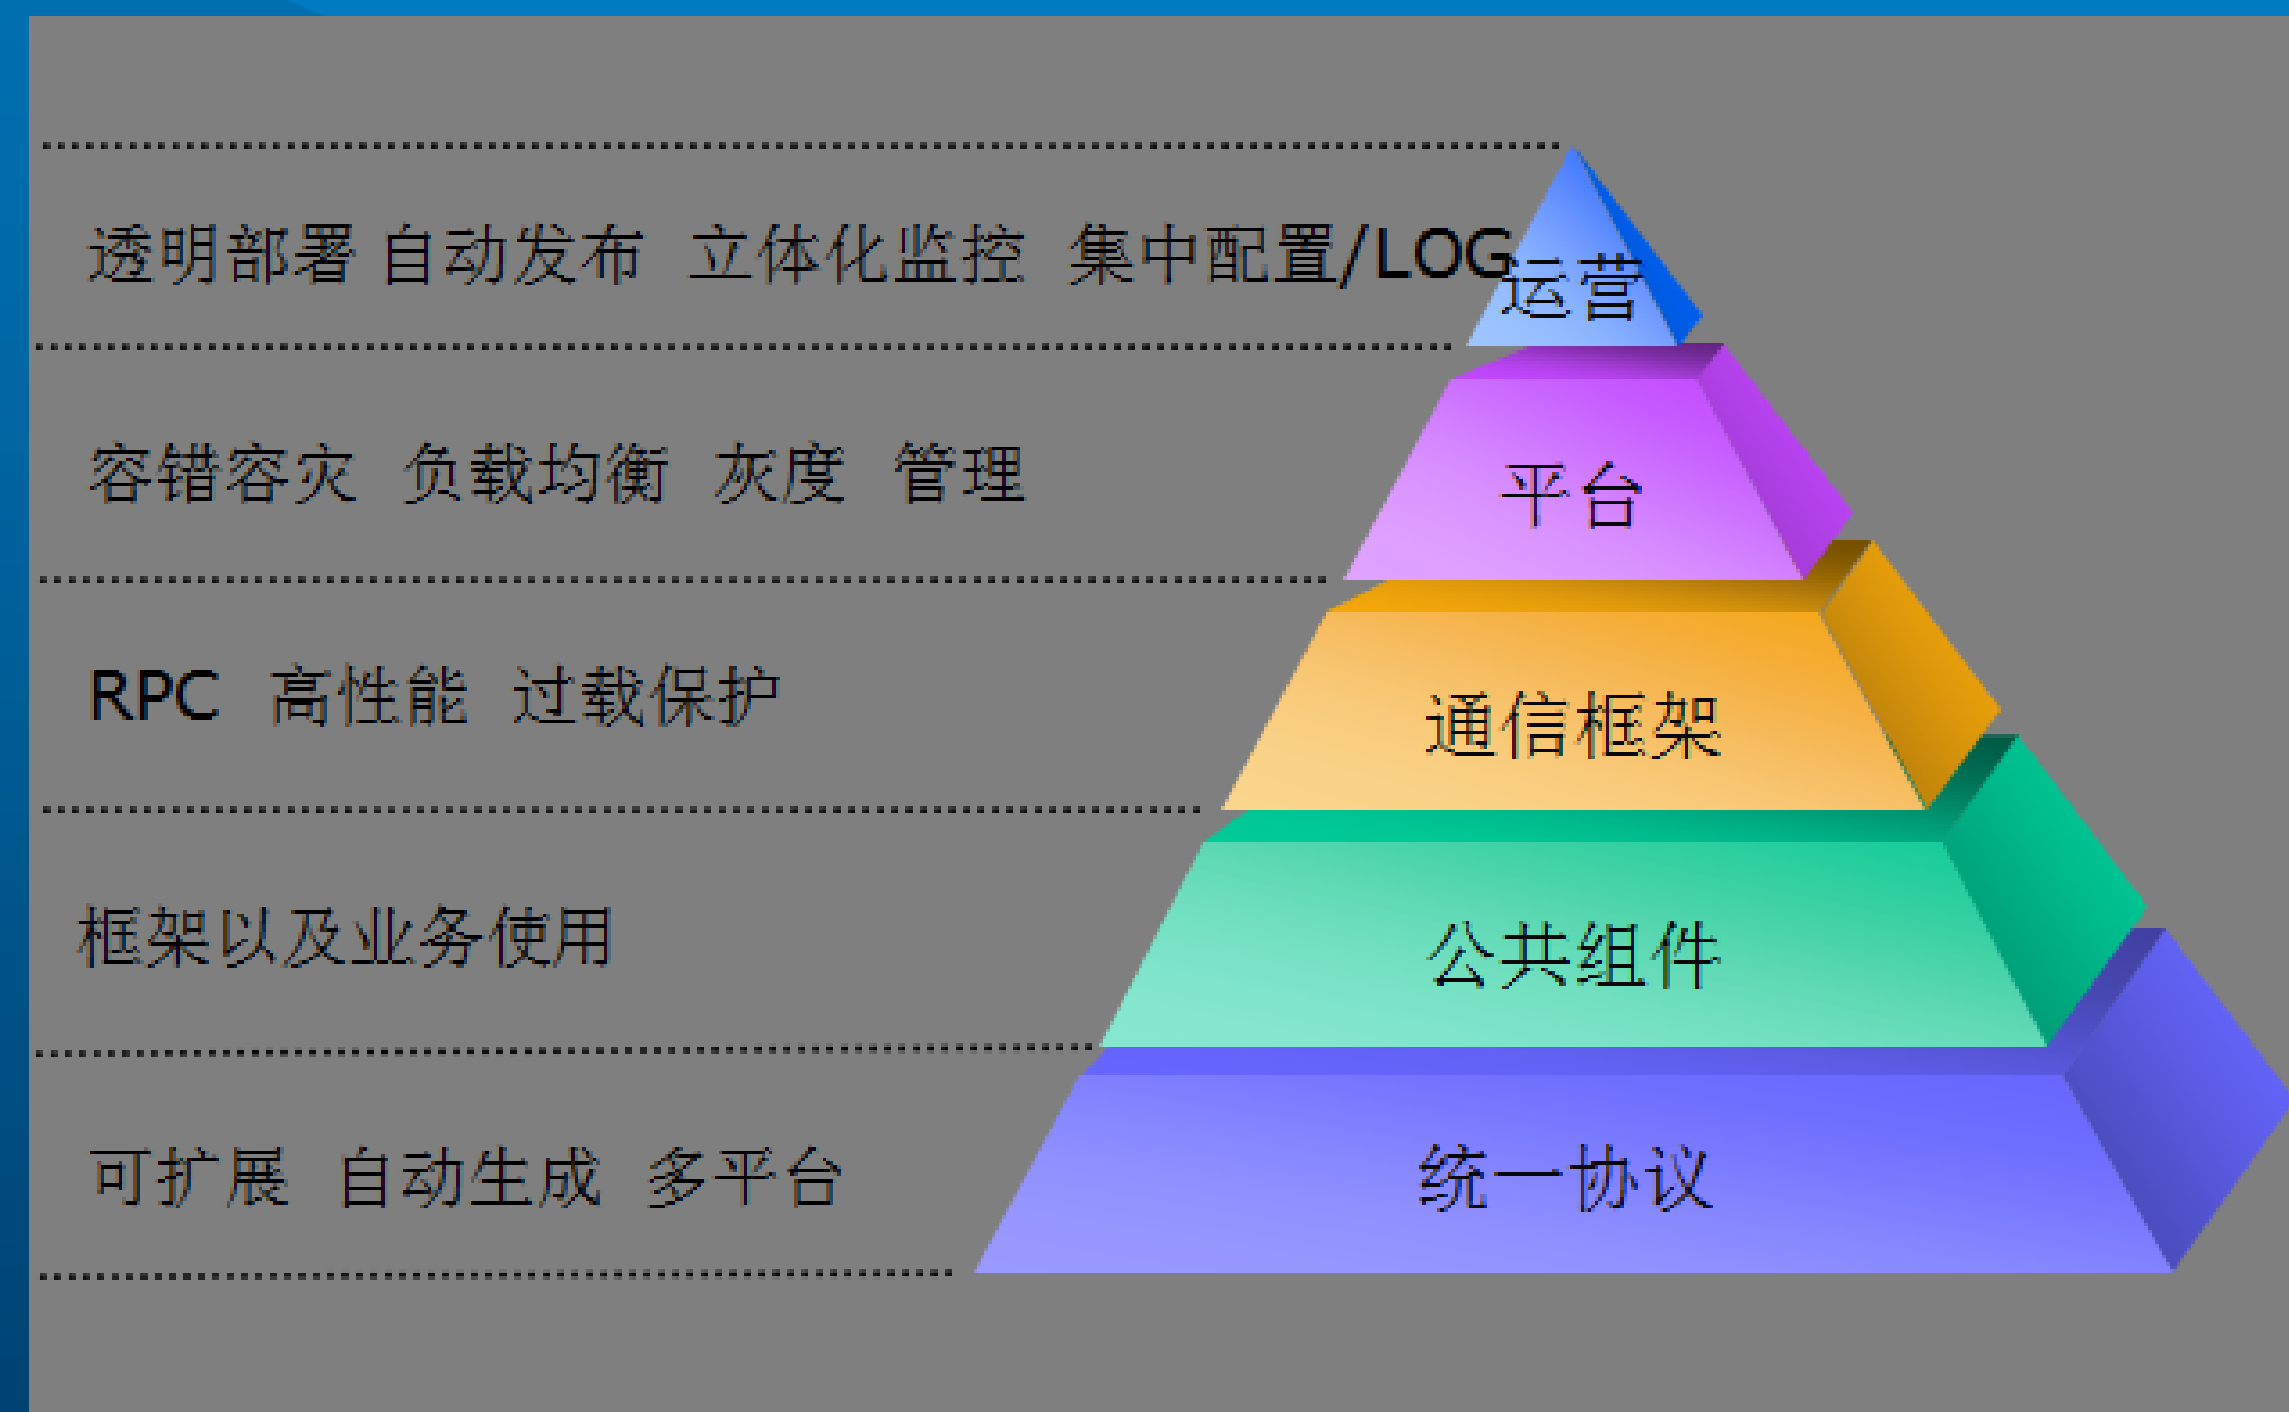 透明部署 自动发布 立体化监控 集中配置/LOG
运营
容错容灾 负载均衡 灰度 管理
平台
RPC 高性能 过载保护
通信框架
框架以及业务使用
公共组件
可扩展 自动生成 多平台
统一协议